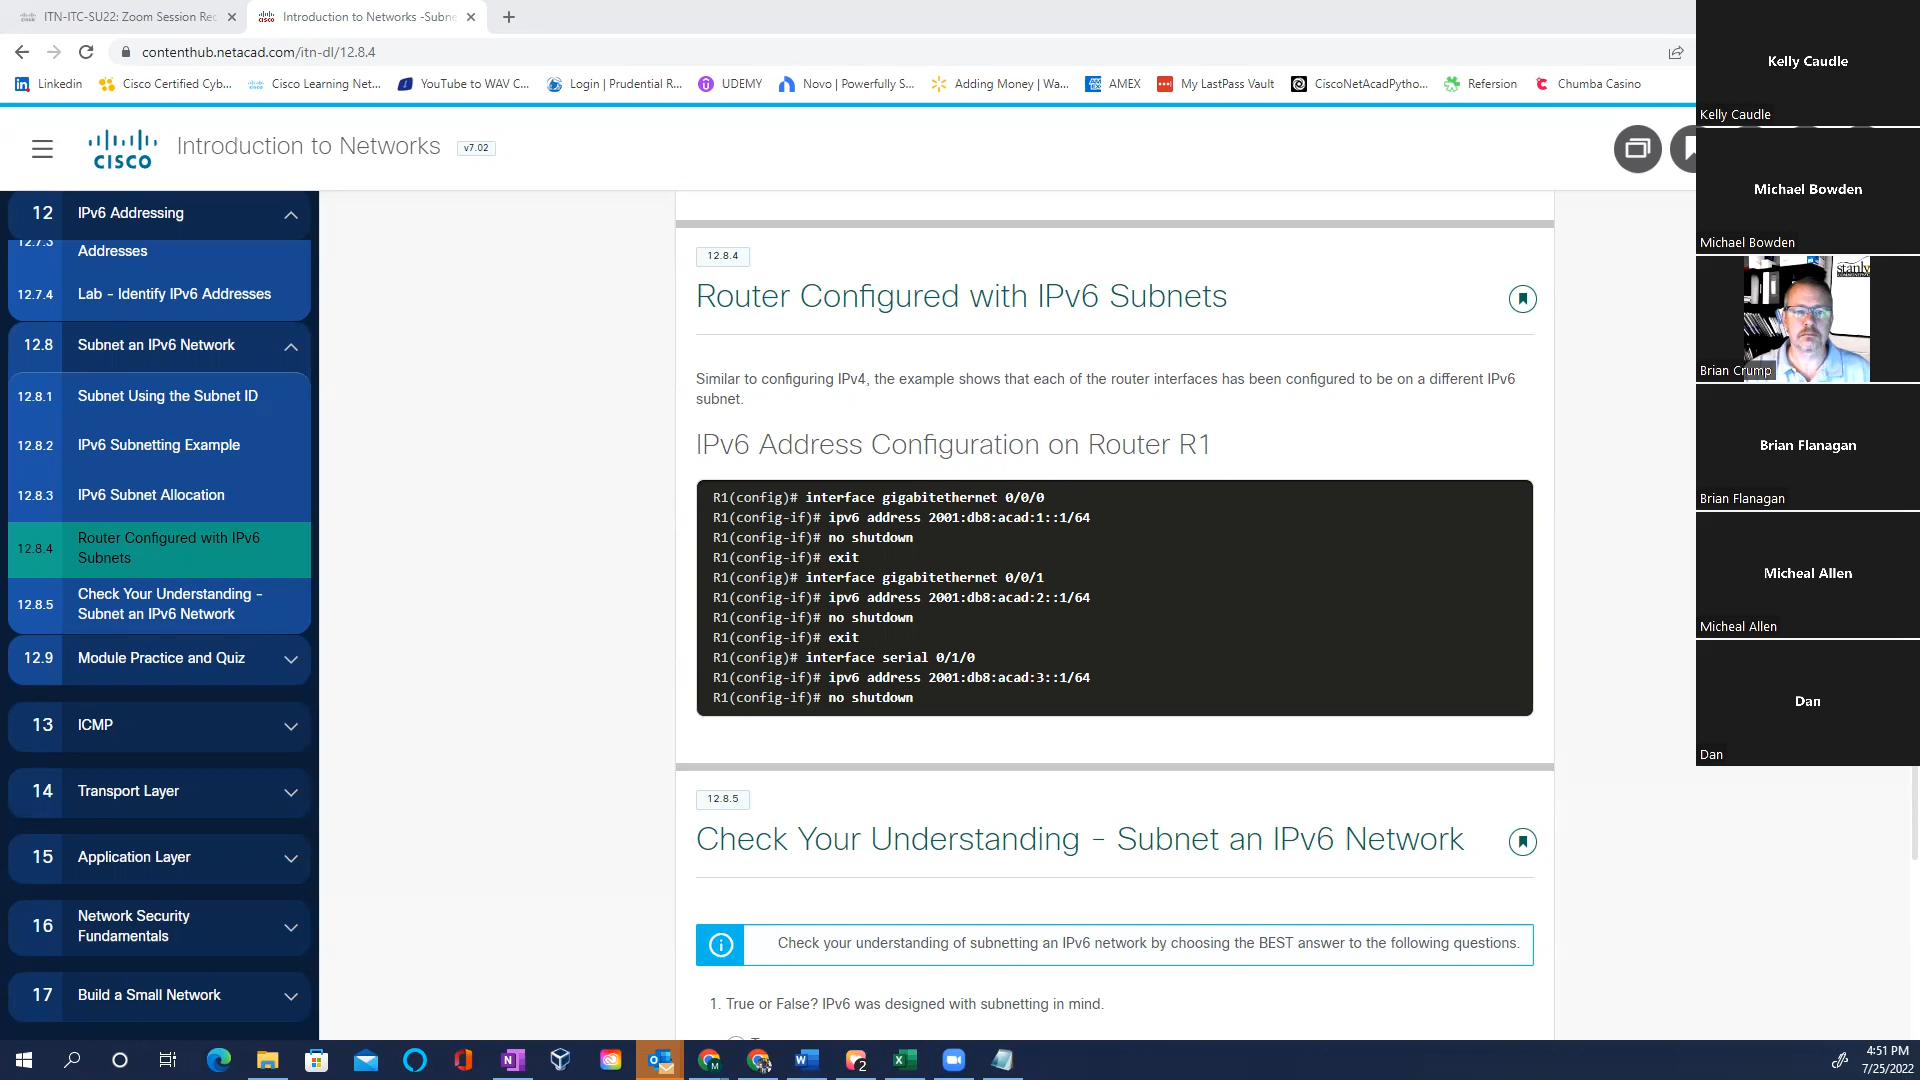 ITN-ITC-SU22: Zoom Session Rec
Introduction to Networks -Subne
contenthub.netacad.com/itn-dl/12.8.4
Linkedin
Cisco Certified Cyb...
Cisco Learning Net...
YouTube to WAV C...
Login | Prudential R...
UDEMY
Novo | Powerfully S...
Adding Money | Wa...
AMEX
My LastPass Vault
CiscoNetAcadPytho...
Refersion
Chumba Casino
CISCO
Introduction to Networks
v7.02
12 IPv6 Addressing
12.7.3 Addresses
12.7.4 Lab - Identify IPv6 Addresses
12.8 Subnet an IPv6 Network
12.8.1 Subnet Using the Subnet ID
12.8.2 IPv6 Subnetting Example
12.8.3 IPv6 Subnet Allocation
12.8.4 Router Configured with IPv6
Subnets
12.8.5 Check Your Understanding -
Subnet an IPv6 Network
12.9 Module Practice and Quiz
13 ICMP
14 Transport Layer
15 Application Layer
16 Network Security
Fundamentals
17 Build a Small Network
12.8.4
Router Configured with IPv6 Subnets
Similar to configuring IPv4, the example shows that each of the router interfaces has been configured to be on a different IPv6
subnet.
IPv6 Address Configuration on Router R1
R1(config)# interface gigabitethernet 0/0/0
R1(config-if)# ipv6 address 2001:db8:acad:1::1/64
R1(config-if)# no shutdown
R1(config-if)# exit
R1(config)# interface gigabitethernet 0/0/1
R1(config-if)# ipv6 address 2001:db8:acad:2::1/64
R1(config-if)# no shutdown
R1(config-if)# exit
R1(config)# interface serial 0/1/0
R1(config-if)# ipv6 address 2001:db8:acad:3::1/64
R1(config-if)# no shutdown
12.8.5
Check Your Understanding - Subnet an IPv6 Network
Check your understanding of subnetting an IPv6 network by choosing the BEST answer to the following questions.
1. True or False? IPv6 was designed with subnetting in mind.
Kelly Caudle
Kelly Caudle
Michael Bowden
Michael Bowden
stanly
Brian Crump
Brian Flanagan
Brian Flanagan
Micheal Allen
Micheal Allen
Dan
Dan
4:51 PM
7/25/2022